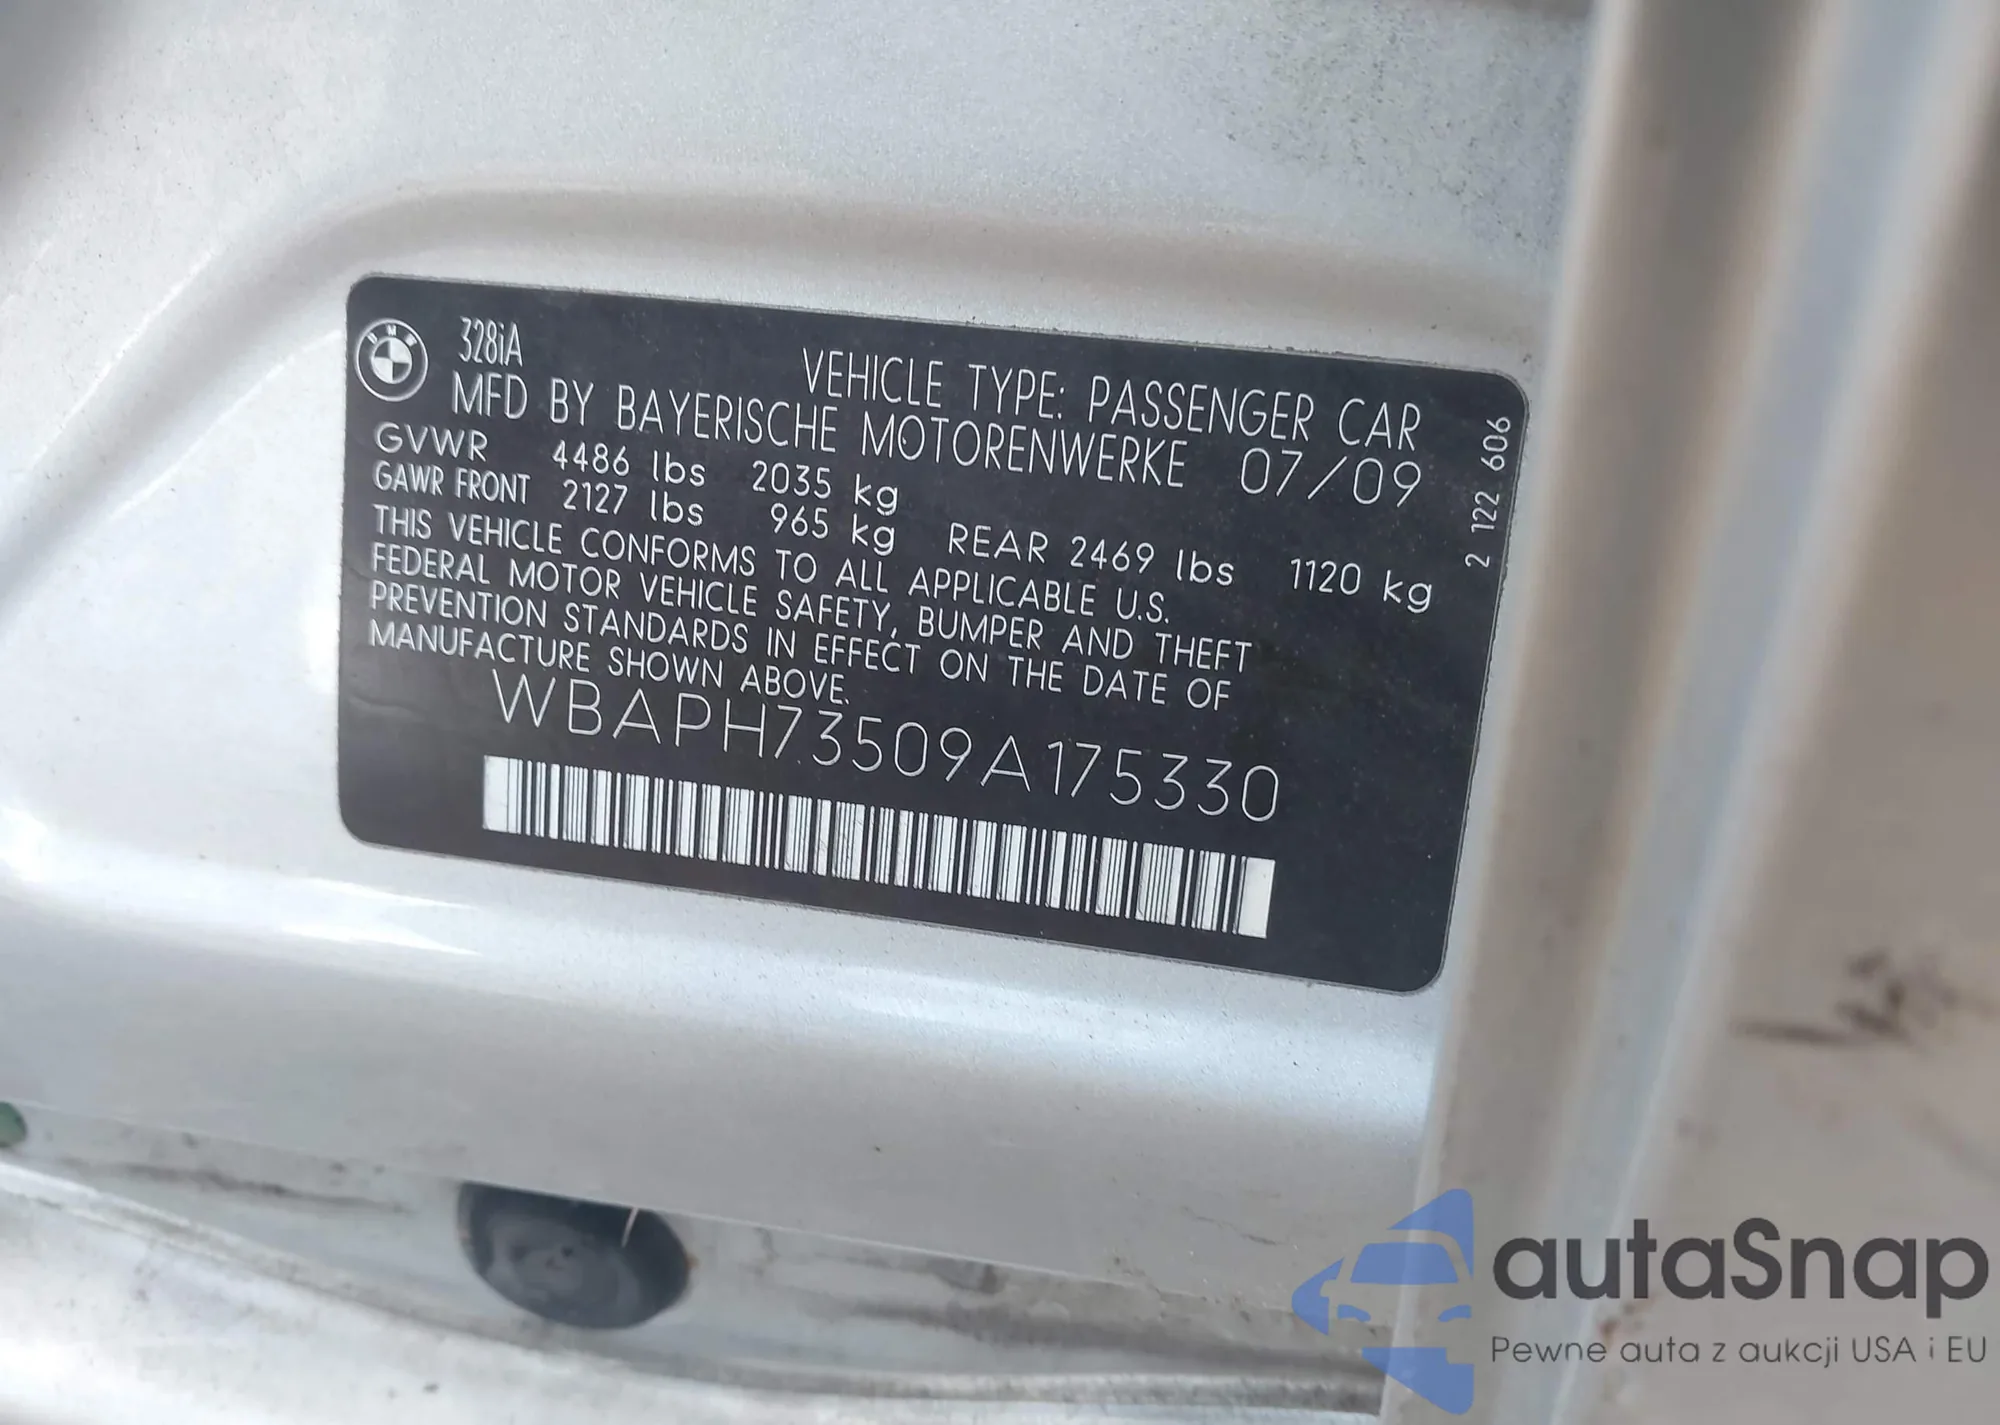 BMW
328iA
VEHICLE TYPE: PASSENGER CAR
MFD BY BAYERISCHE MOTORENWERKE 07/09
GVWR 4486 lbs 2035 kg
GAWR FRONT 2127 lbs 965 kg REAR 2469 lbs 1120 kg
THIS VEHICLE CONFORMS TO ALL APPLICABLE U.S.
FEDERAL MOTOR VEHICLE SAFETY, BUMPER AND THEFT
PREVENTION STANDARDS IN EFFECT ON THE DATE OF
MANUFACTURE SHOWN ABOVE.
WBAPH73509A175330
2 122 606
autaSnap
Pewne auta z aukcji USA i EU